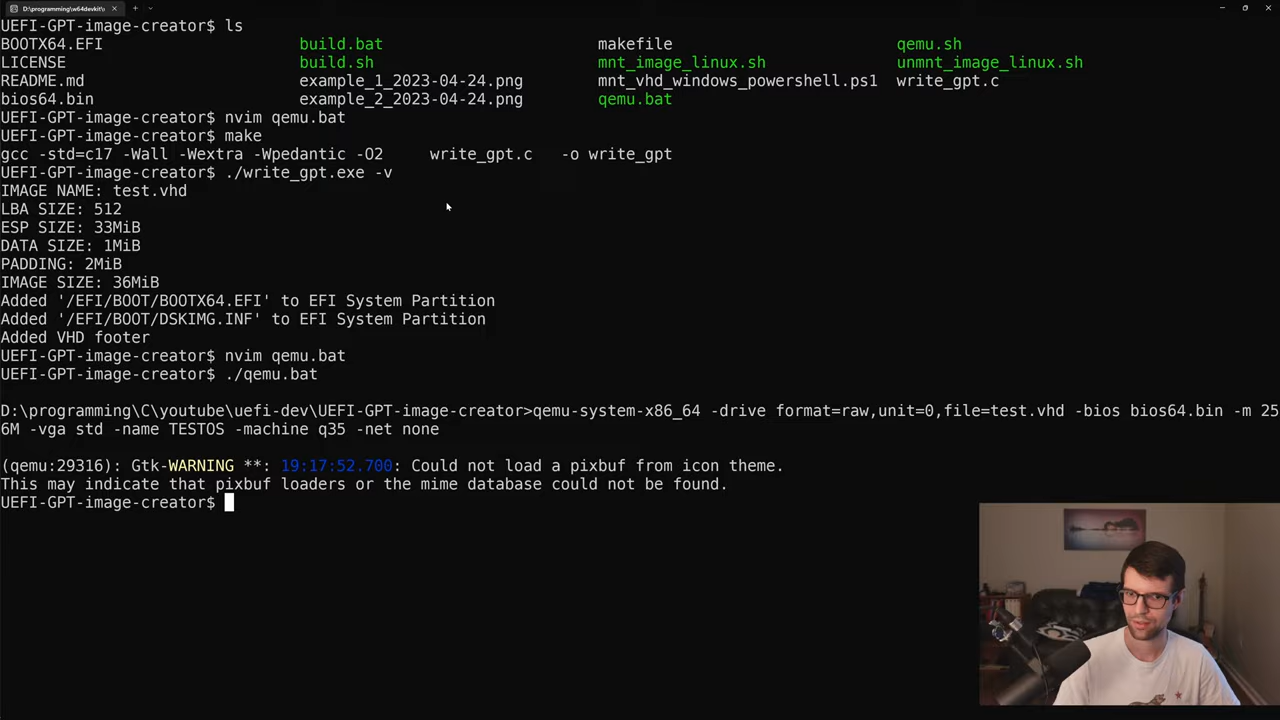 D:\programming\w64devkit\
UEFI-GPT-image-creator$ ls
BOOTX64.EFI build.bat makefile qemu.sh
LICENSE build.sh mnt_image_linux.sh unmnt_image_linux.sh
README.md example_1_2023-04-24.png mnt_vhd_windows_powershell.ps1 write_gpt.c
bios64.bin example_2_2023-04-24.png qemu.bat
UEFI-GPT-image-creator$ nvim qemu.bat
UEFI-GPT-image-creator$ make
gcc -std=c17 -Wall -Wextra -Wpedantic -O2 write_gpt.c -o write_gpt
UEFI-GPT-image-creator$ ./write_gpt.exe -v
IMAGE NAME: test.vhd
LBA SIZE: 512
ESP SIZE: 33MiB
DATA SIZE: 1MiB
PADDING: 2MiB
IMAGE SIZE: 36MiB
Added '/EFI/BOOT/BOOTX64.EFI' to EFI System Partition
Added '/EFI/BOOT/DSKIMG.INF' to EFI System Partition
Added VHD footer
UEFI-GPT-image-creator$ nvim qemu.bat
UEFI-GPT-image-creator$ ./qemu.bat
D:\programming\C\youtube\uefi-dev\UEFI-GPT-image-creator>qemu-system-x86_64 -drive format=raw,unit=0,file=test.vhd -bios bios64.bin -m 25
6M -vga std -name TESTOS -machine q35 -net none
(qemu:29316): Gtk-WARNING **: 19:17:52.700: Could not load a pixbuf from icon theme.
This may indicate that pixbuf loaders or the mime database could not be found.
UEFI-GPT-image-creator$